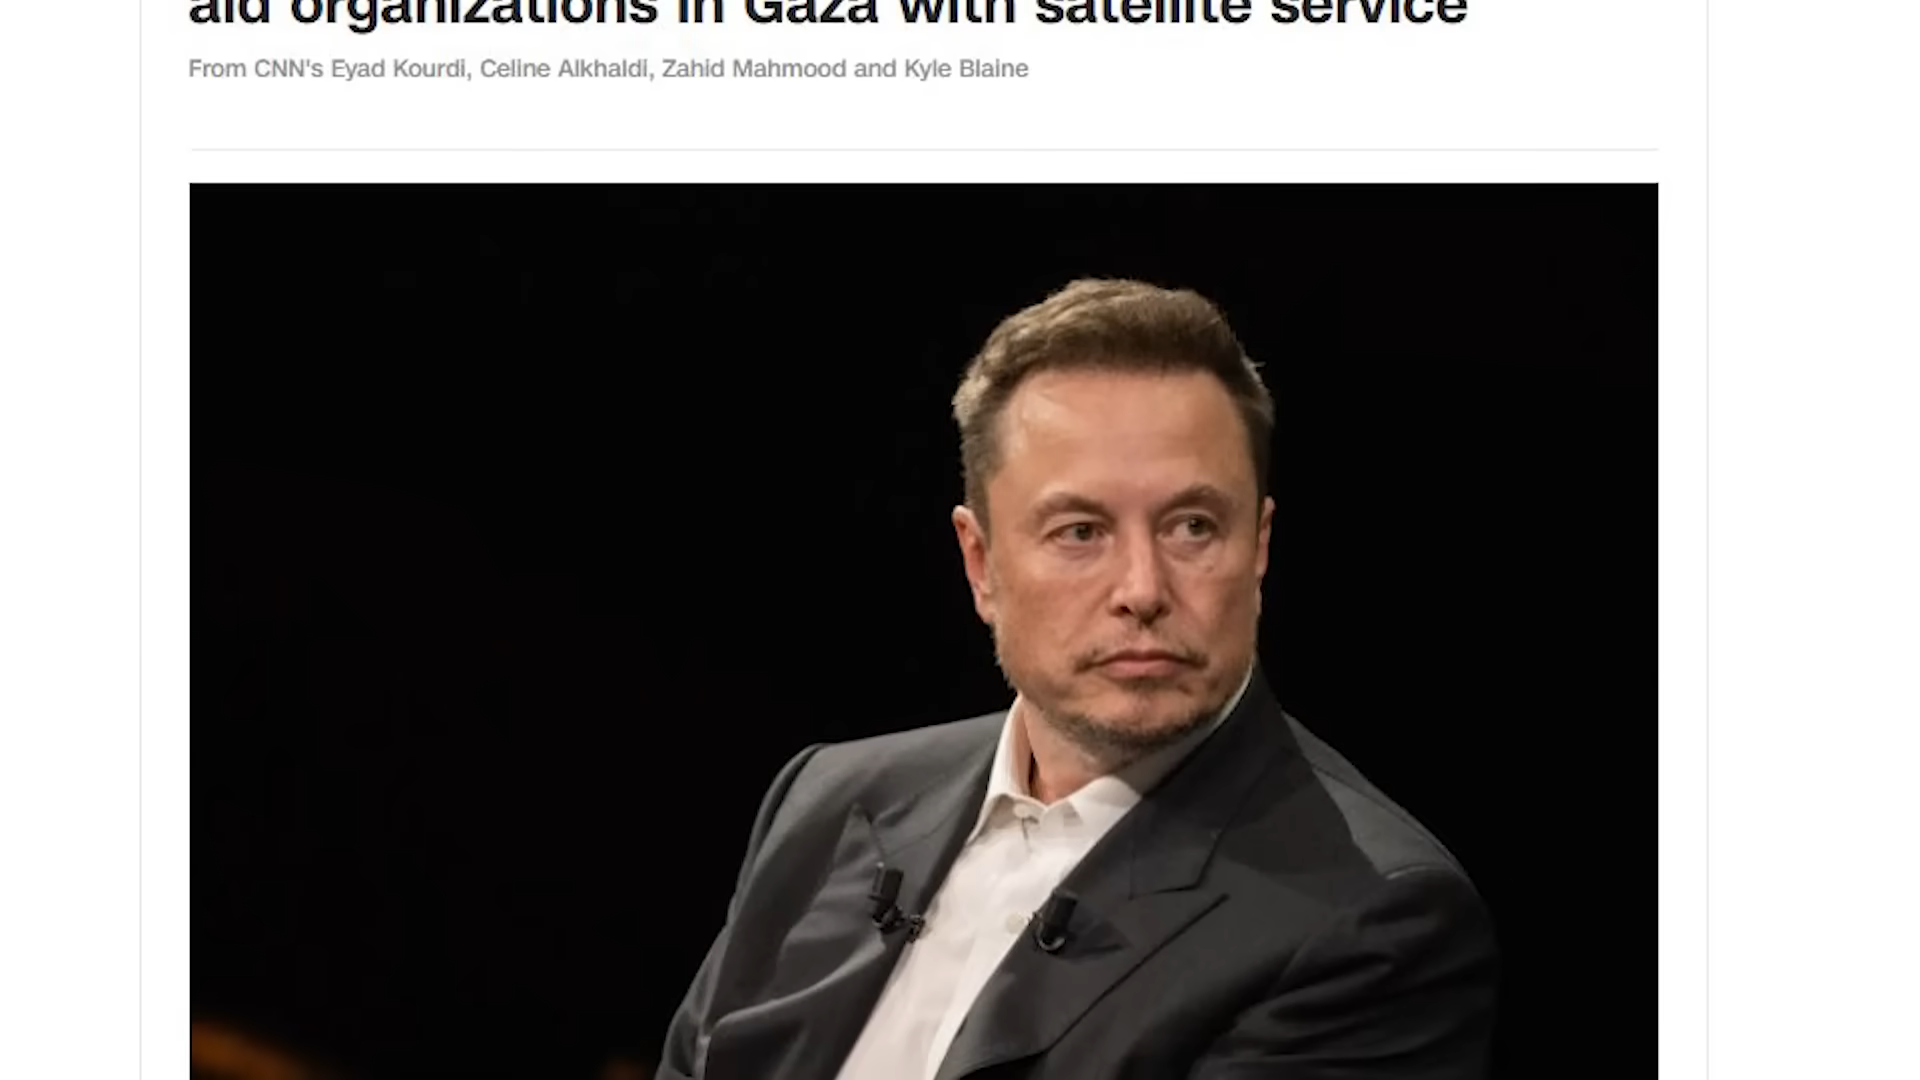 aid organizations in Gaza with satellite service
From CNN's Eyad Kourdi, Celine Alkhaldi, Zahid Mahmood and Kyle Blaine